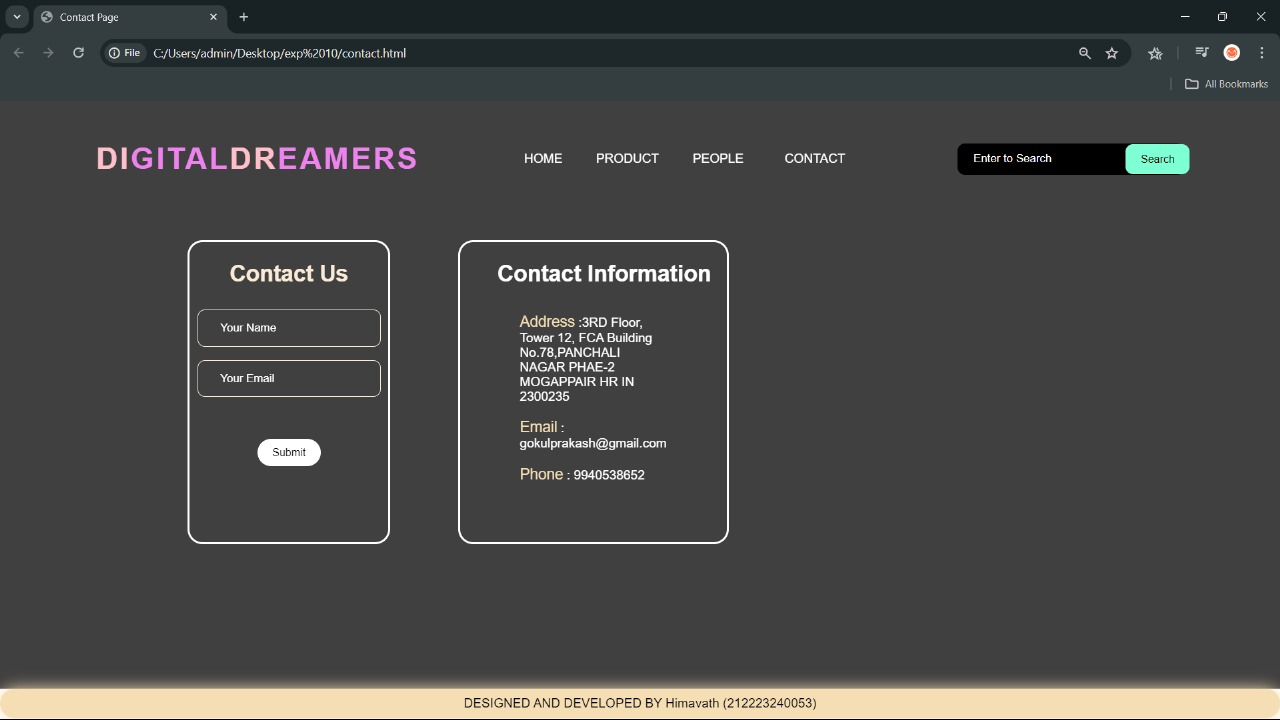 Contact Page
File C:/Users/admin/Desktop/exp%2010/contact.html
All Bookmarks
DIGITALDREAMERS HOME PRODUCT PEOPLE CONTACT Enter to Search Search
Contact Us
Your Name
Your Email
Submit
Contact Information
Address :3RD Floor,
Tower 12, FCA Building
No.78,PANCHALI
NAGAR PHAE-2
MOGAPPAIR HR IN
2300235
Email :
gokulprakash@gmail.com
Phone : 9940538652
DESIGNED AND DEVELOPED BY Himavath (212223240053)